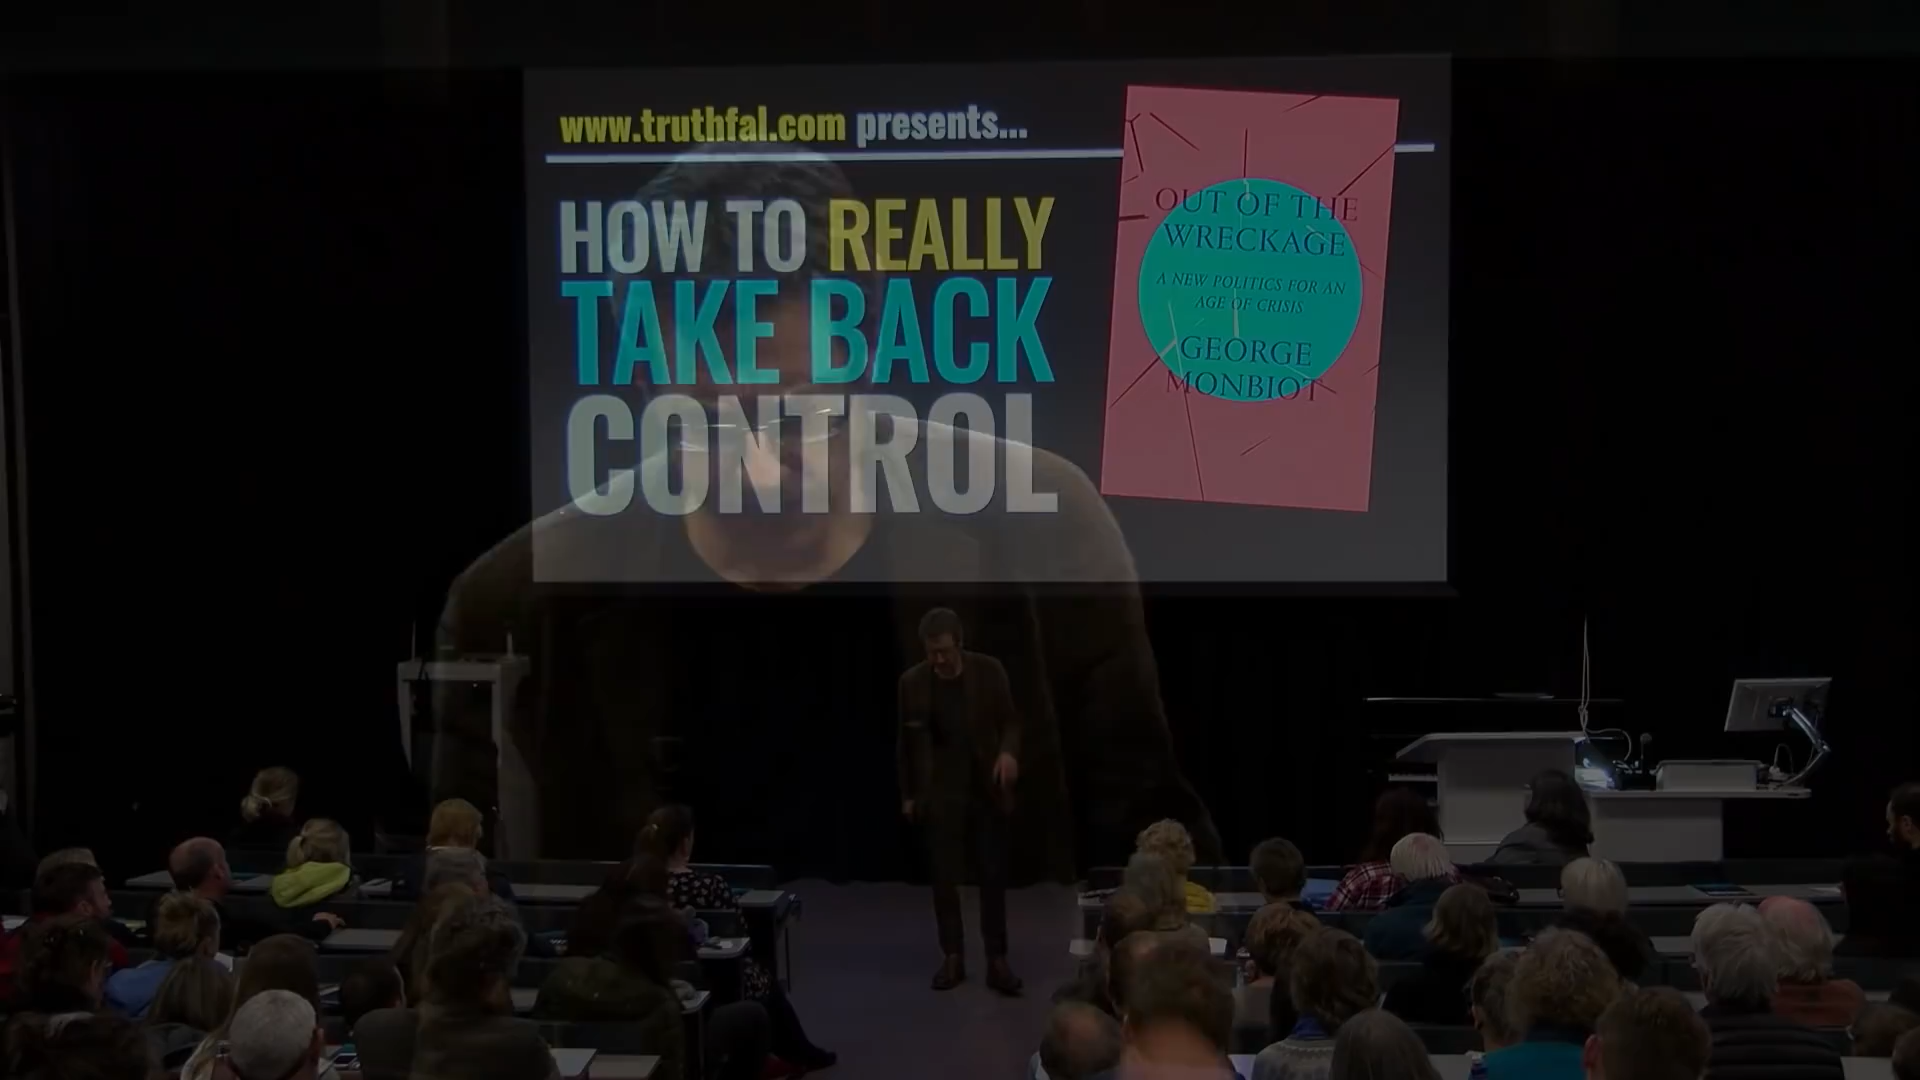 www.truthfal.com presents...
HOW TO REALLY
TAKE BACK
CONTROL
OUT OF THE
WRECKAGE
A NEW POLITICS FOR AN
AGE OF CRISIS
GEORGE
MONBIOT